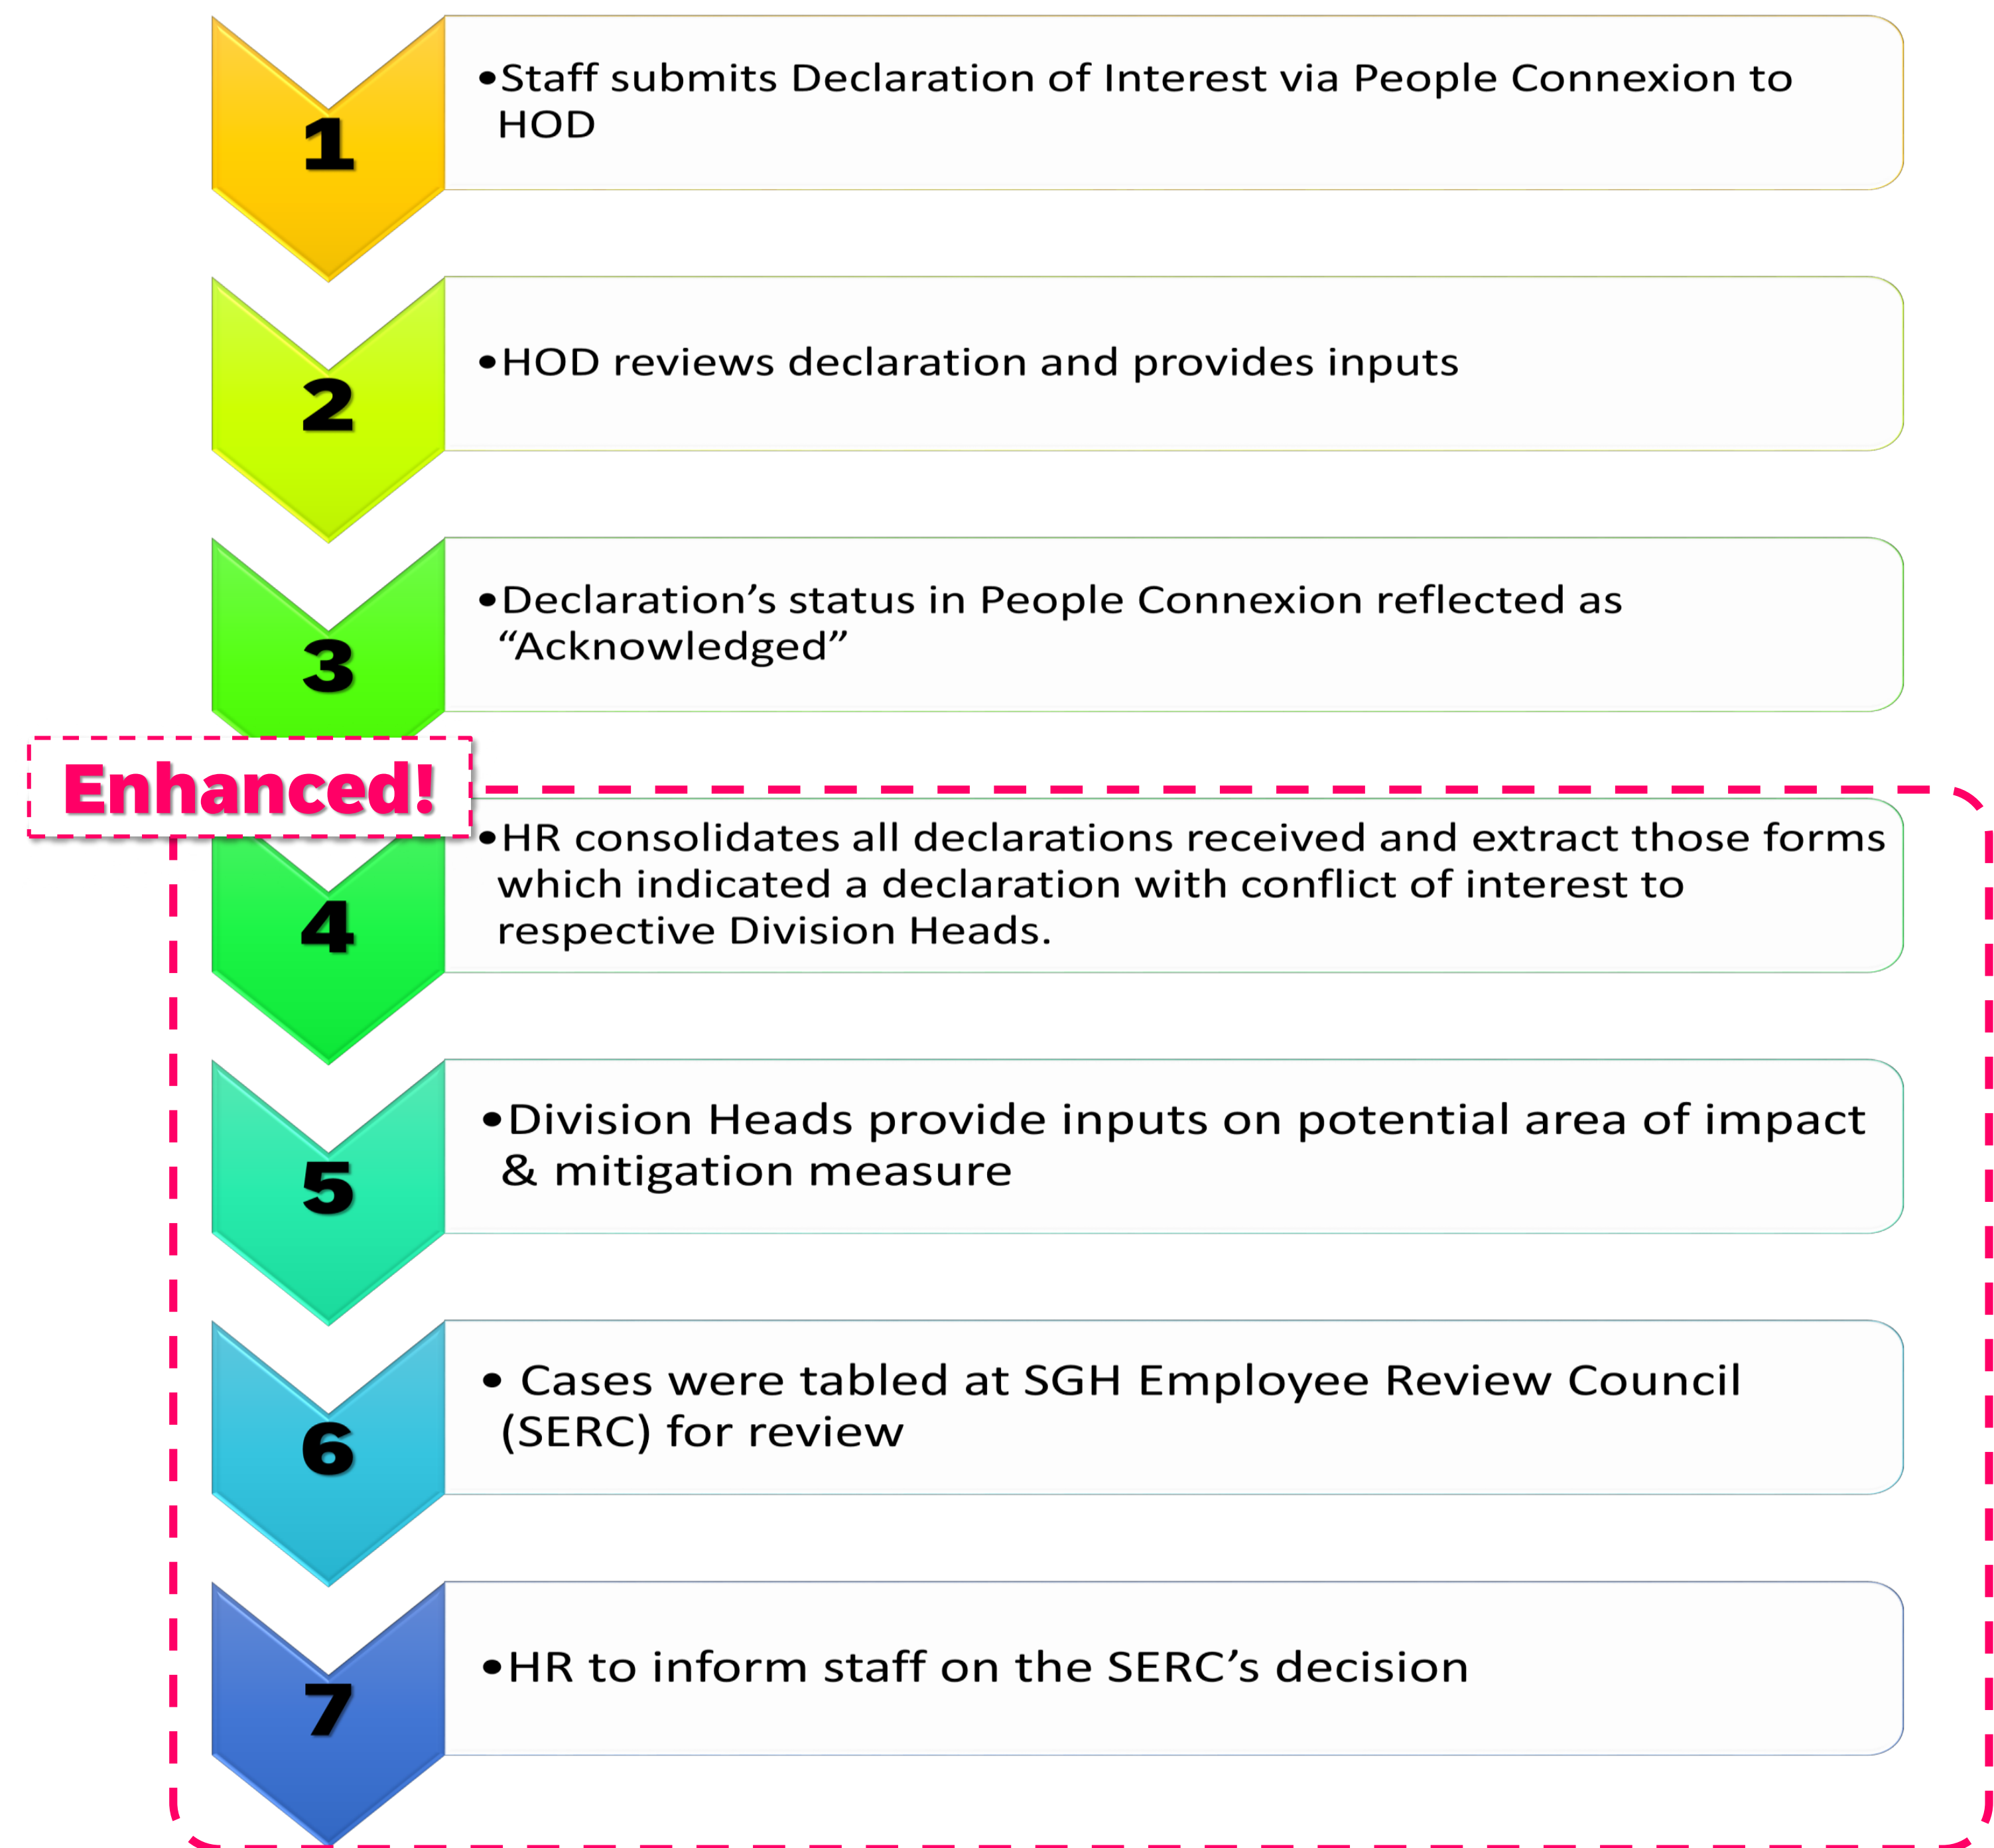 1
•Staff submits Declaration of Interest via People Connexion to
HOD
2
•HOD reviews declaration and provides inputs
3
•Declaration’s status in People Connexion reflected as
“Acknowledged”
Enhanced!
4
•HR consolidates all declarations received and extract those forms
which indicated a declaration with conflict of interest to
respective Division Heads.
5
•Division Heads provide inputs on potential area of impact
& mitigation measure
6
• Cases were tabled at SGH Employee Review Council
(SERC) for review
7
•HR to inform staff on the SERC’s decision